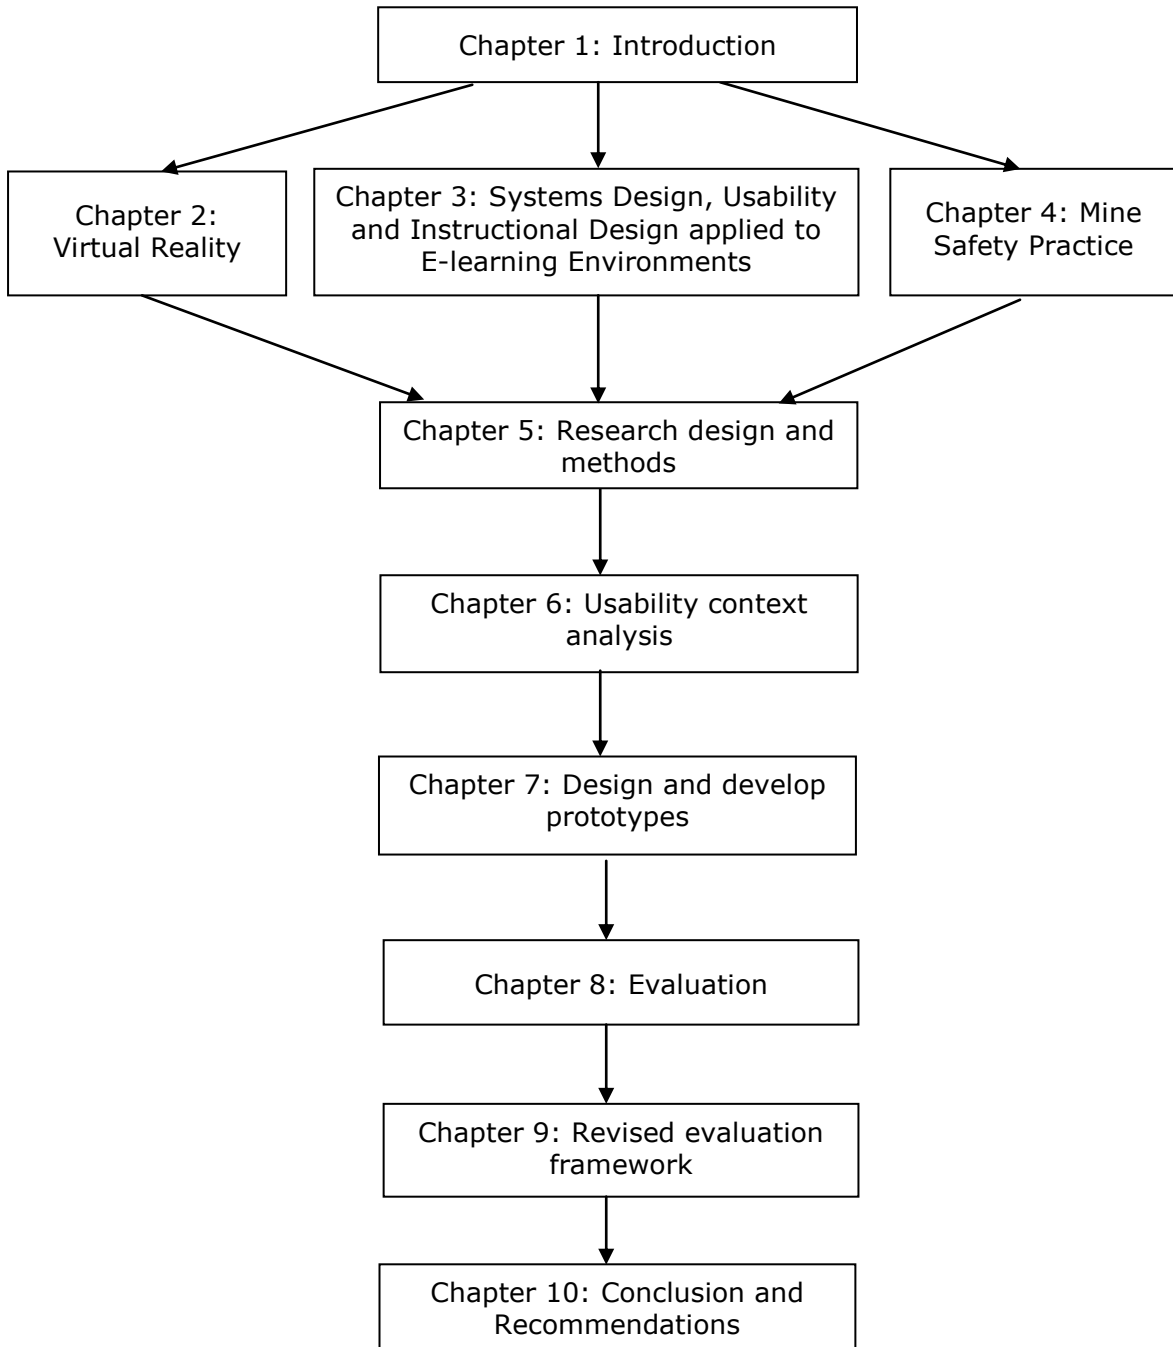 Chapter 1: Introduction
Chapter 2:
Virtual Reality
Chapter 3: Systems Design, Usability
and Instructional Design applied to
E-learning Environments
Chapter 4: Mine
Safety Practice
Chapter 5: Research design and
methods
Chapter 6: Usability context
analysis
Chapter 7: Design and develop
prototypes
Chapter 8: Evaluation
Chapter 9: Revised evaluation
framework
Chapter 10: Conclusion and
Recommendations